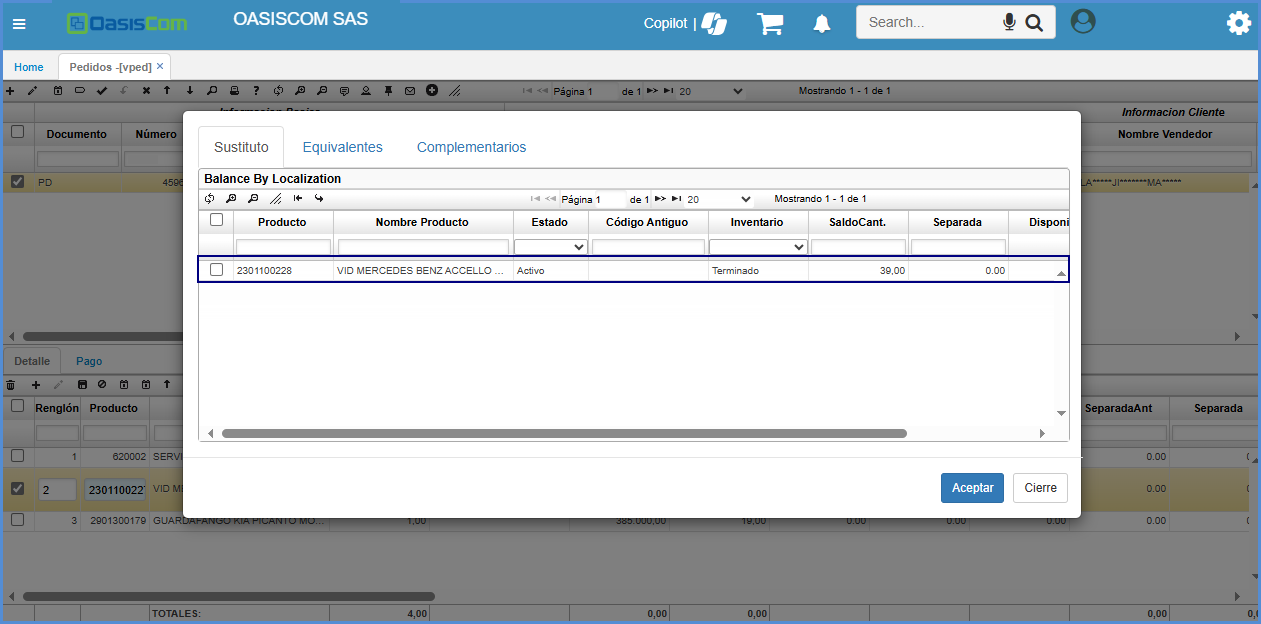 OasisCom
OASISCOM SAS
Copilot |
Search...
Home
Pedidos -[vped] ×
Página 1 de 1 20 Mostrando 1 - 1 de 1
Informacion Cliente
Documento Número Nombre Vendedor
PD 4596 LA*****JI*******MA*****
Sustituto Equivalentes Complementarios
Balance By Localization
Página 1 de 1 20 Mostrando 1 - 1 de 1
Producto Nombre Producto Estado Código Antiguo Inventario SaldoCant. Separada Disponi
2301100228 VID MERCEDES BENZ ACCELLO ... Activo Terminado 39,00 0.00
Aceptar Cierre
Detalle Pago
Renglón Producto SeparadaAnt Separada
1 620002 SERVI 0.00
2 230110022 VID ME 0.00
3 2901300179 GUARDAFANGO KIA PICANTO MO... 1,00 385.000,00 19,00 0.00 0.00 0.00 0.00
TOTALES: 4,00 0,00 0,00 0,00 0,0